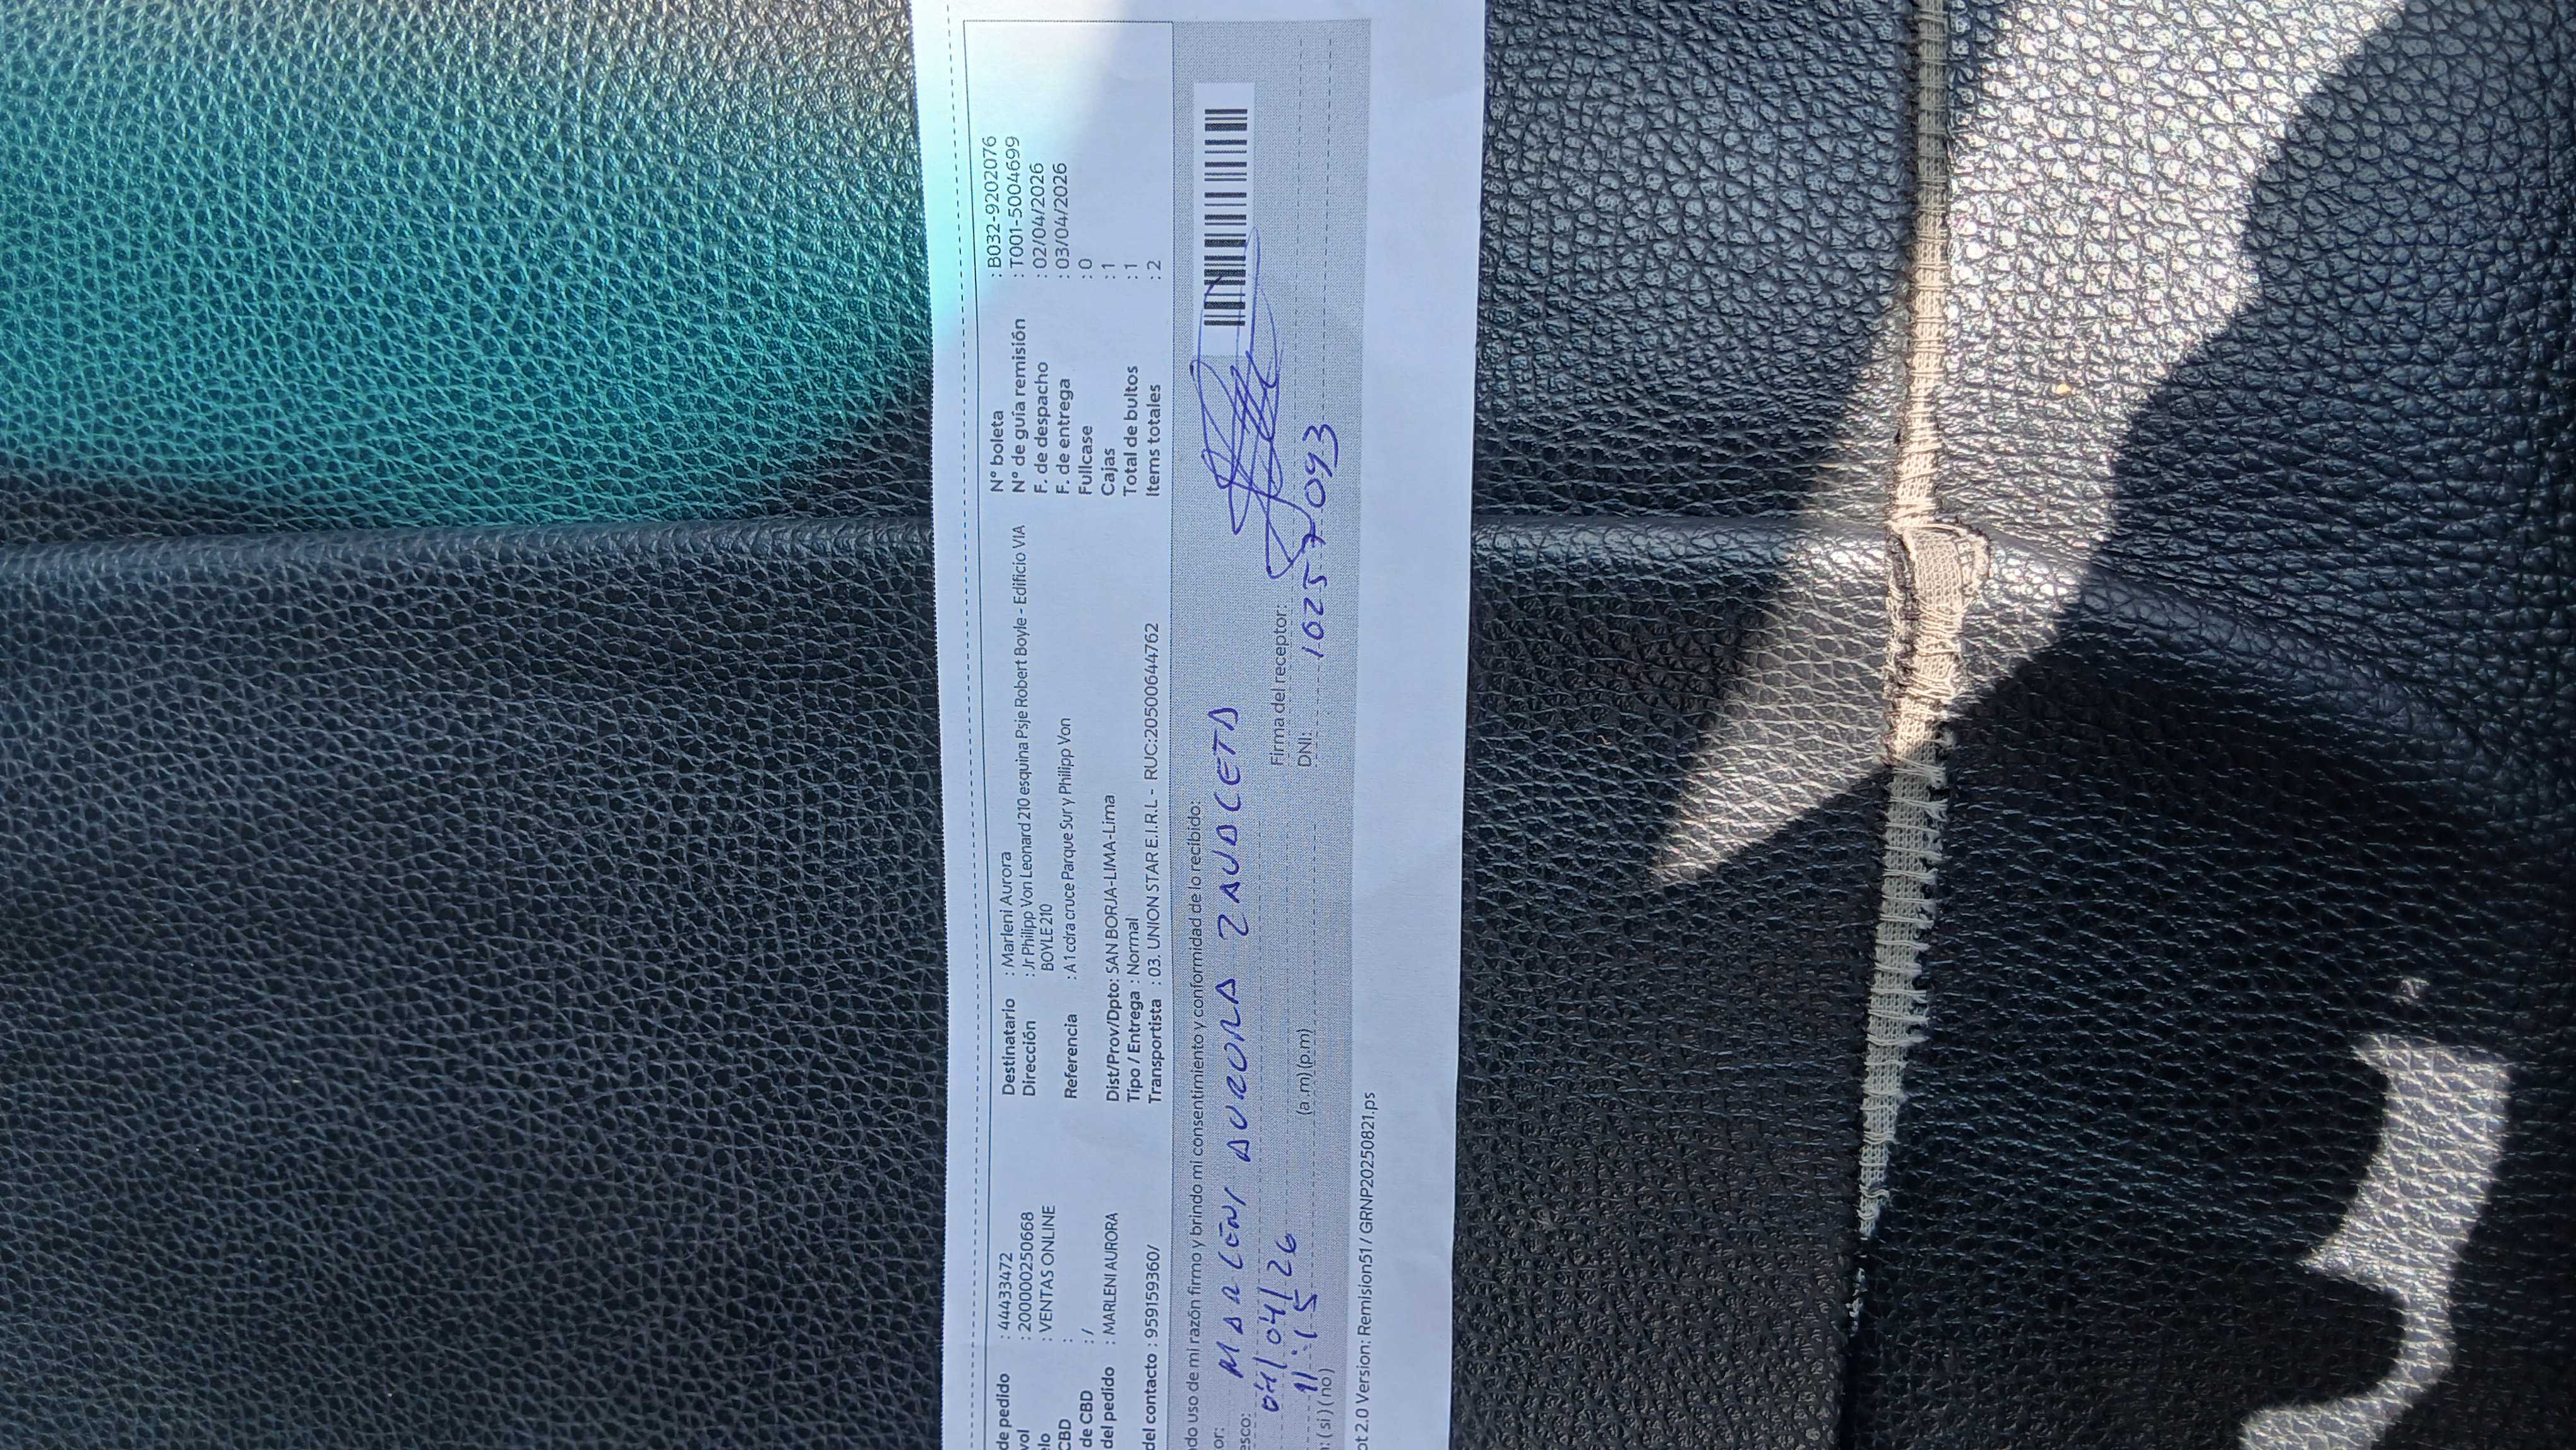 de pedido : 44433472
vol : 200000250668
elo : VENTAS ONLINE
CBD :
de CBD : /
del pedido : MARLENI AURORA
del contacto : 959159360/
Destinatario : Marleni Aurora
Dirección : Jr Philipp Von Leonard 210 esquina Psje Robert Boyle - Edificio VIA
BOYLE 210
Referencia : A 1 cdra cruce Parque Sur y Philipp Von
Dist/Prov/Dpto: SAN BORJA-LIMA-Lima
Tipo / Entrega : Normal
Transportista : 03. UNION STAR E.I.R.L - RUC:20500644762
N° boleta : B032-9202076
N° de guía remisión : T001-5004699
F. de despacho : 02/04/2026
F. de entrega : 03/04/2026
Fullcase : 0
Cajas : 1
Total de bultos : 1
Items totales : 2
ndo uso de mi razón firmo y brindo mi consentimiento y conformidad de lo recibido:
or: MARLENI AURORA ZAUACETA
esco: 04/04/26
11:15 (a.m) (p.m)
: ( si ) ( no )
Firma del receptor:
DNI: 10257093
pt 2.0 Version: Remision51 / GRNP20250821.ps